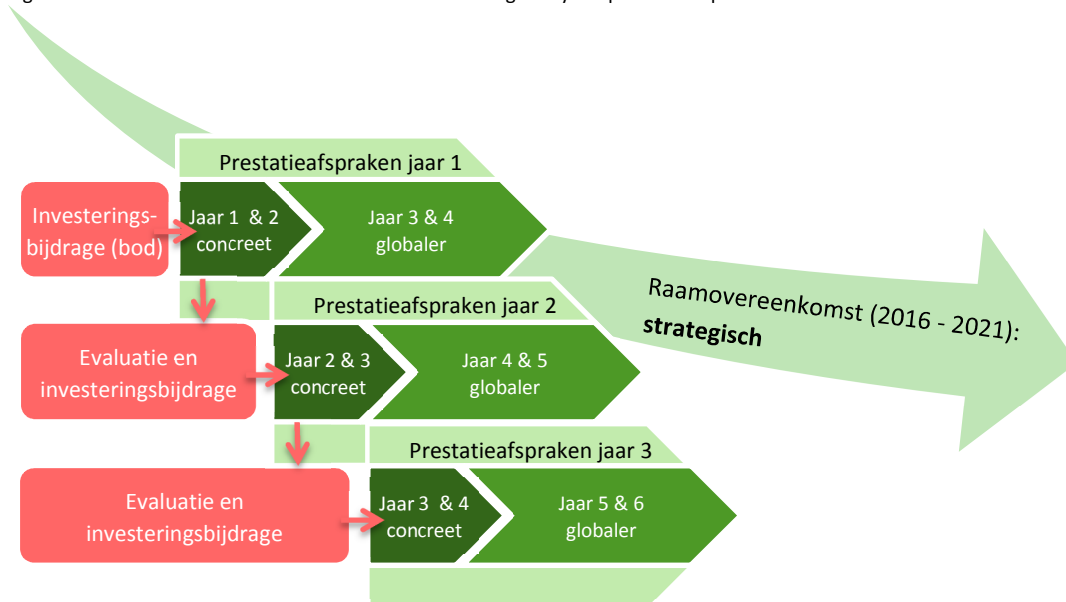 Prestatieafspraken jaar 1
Investerings-
bijdrage (bod)
Jaar 1 & 2
concreet
Jaar 3 & 4
globaler
Raamovereenkomst (2016 - 2021):
strategisch
Prestatieafspraken jaar 2
Evaluatie en
investeringsbijdrage
Jaar 2 & 3
concreet
Jaar 4 & 5
globaler
Prestatieafspraken jaar 3
Evaluatie en
investeringsbijdrage
Jaar 3 & 4
concreet
Jaar 5 & 6
globaler